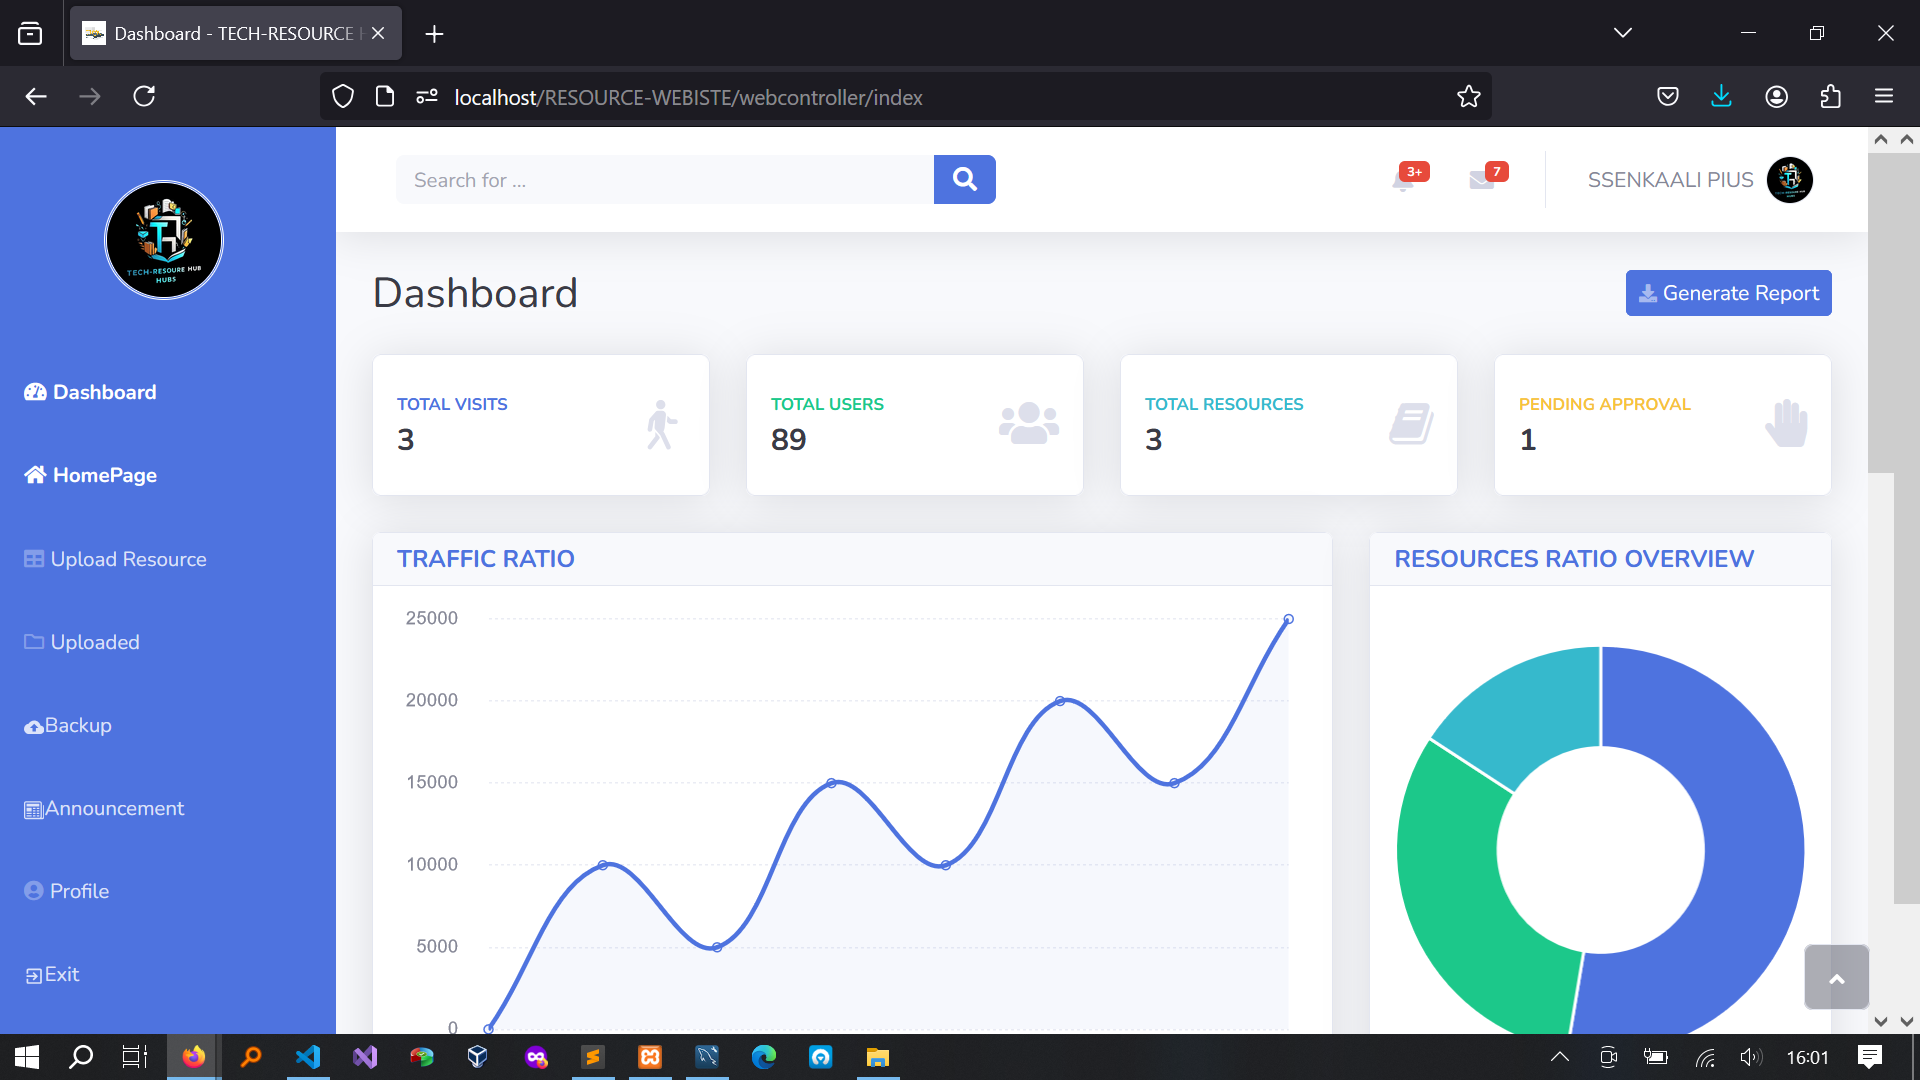 Dashboard - TECH-RESOURCE
localhost/RESOURCE-WEBISTE/webcontroller/index
TECH-RESOURE HUB
HUBS
Search for ...
3+
7
SSENKAALI PIUS
Dashboard
Generate Report
Dashboard
HomePage
Upload Resource
Uploaded
Backup
Announcement
Profile
Exit
TOTAL VISITS
3
TOTAL USERS
89
TOTAL RESOURCES
3
PENDING APPROVAL
1
TRAFFIC RATIO
25000
20000
15000
10000
5000
0
RESOURCES RATIO OVERVIEW
16:01